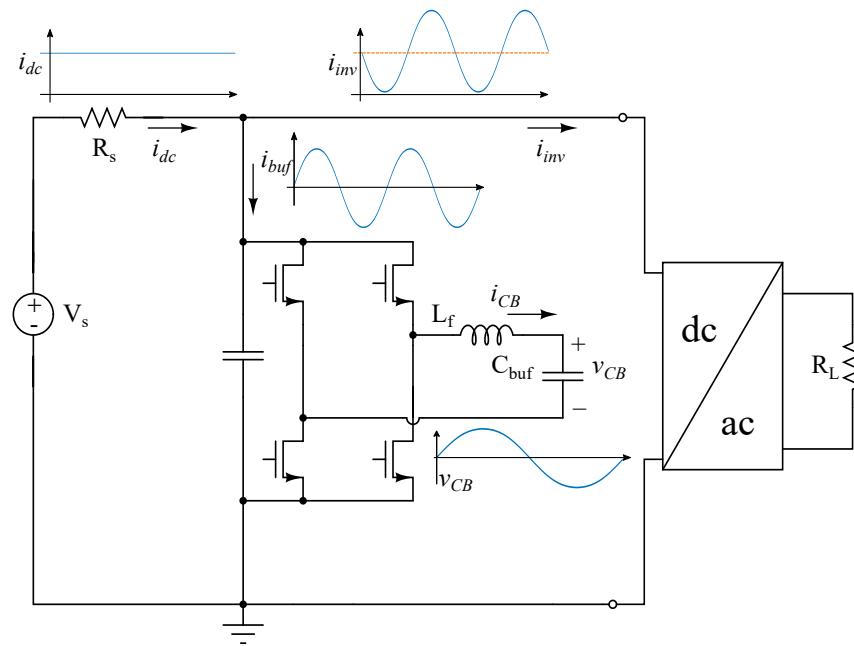 i_dc
i_inv
R_s
i_dc
i_buf
i_inv
V_s
+
-
L_f
i_CB
C_buf
+
v_CB
−
dc
ac
R_L
v_CB